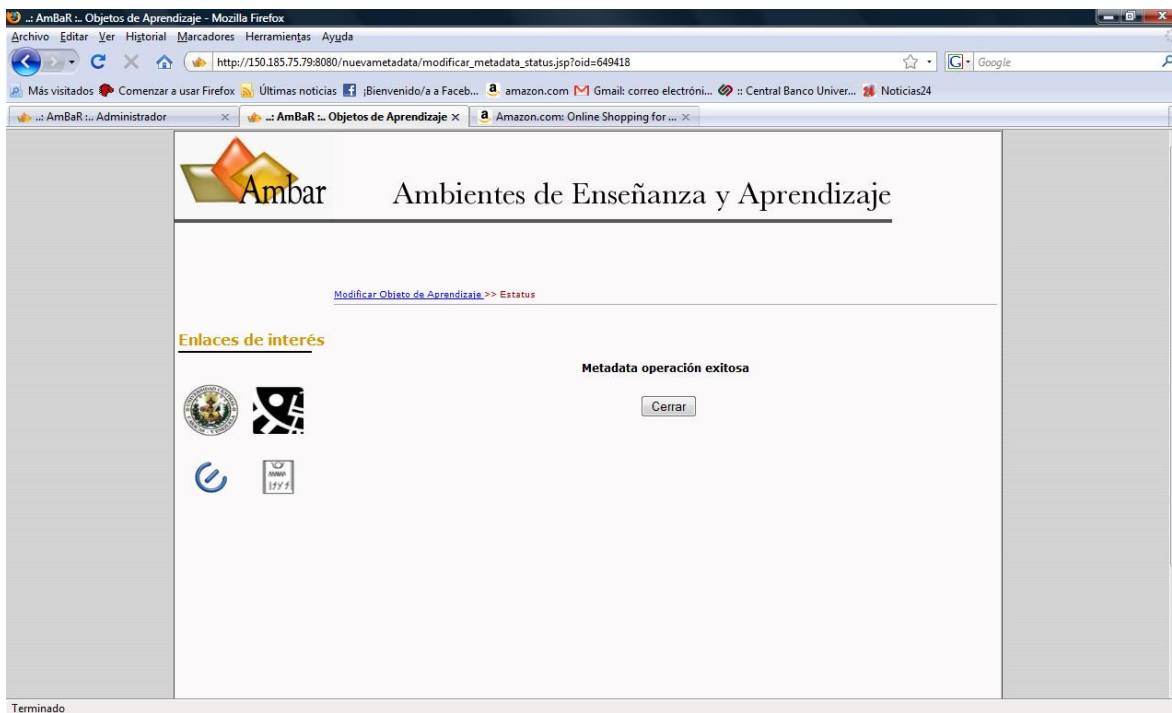 ..: AmBaR :.. Objetos de Aprendizaje - Mozilla Firefox
Archivo Editar Ver Historial Marcadores Herramientas Ayuda
http://150.185.75.79:8080/nuevametadata/modificar_metadata_status.jsp?oid=649418
G Google
Más visitados Comenzar a usar Firefox Últimas noticias ¡Bienvenido/a a Faceb... amazon.com Gmail: correo electróni... :: Central Banco Univer... Noticias24
..: AmBaR :.. Administrador ..: AmBaR :.. Objetos de Aprendizaje Amazon.com: Online Shopping for ...
Ambar Ambientes de Enseñanza y Aprendizaje
Modificar Objeto de Aprendizaje >> Estatus
Enlaces de interés
Metadata operación exitosa
Cerrar
Terminado